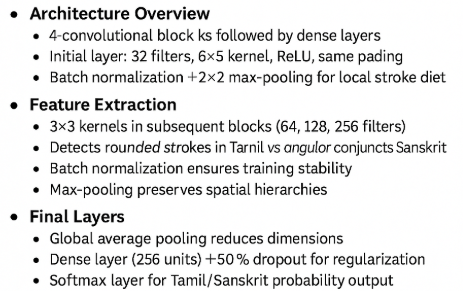 • Architecture Overview
• 4-convolutional block ks followed by dense layers
• Initial layer: 32 filters, 6×5 kernel, ReLU, same pading
• Batch normalization +2×2 max-pooling for local stroke diet
• Feature Extraction
• 3×3 kernels in subsequent blocks (64, 128, 256 filters)
• Detects rounded strokes in Tarnil vs angulor conjuncts Sanskrit
• Batch normalization ensures training stability
• Max-pooling preserves spatial hierarchies
• Final Layers
• Global average pooling reduces dimensions
• Dense layer (256 units) +50 % dropout for regularization
• Softmax layer for Tamil/Sanskrit probability output